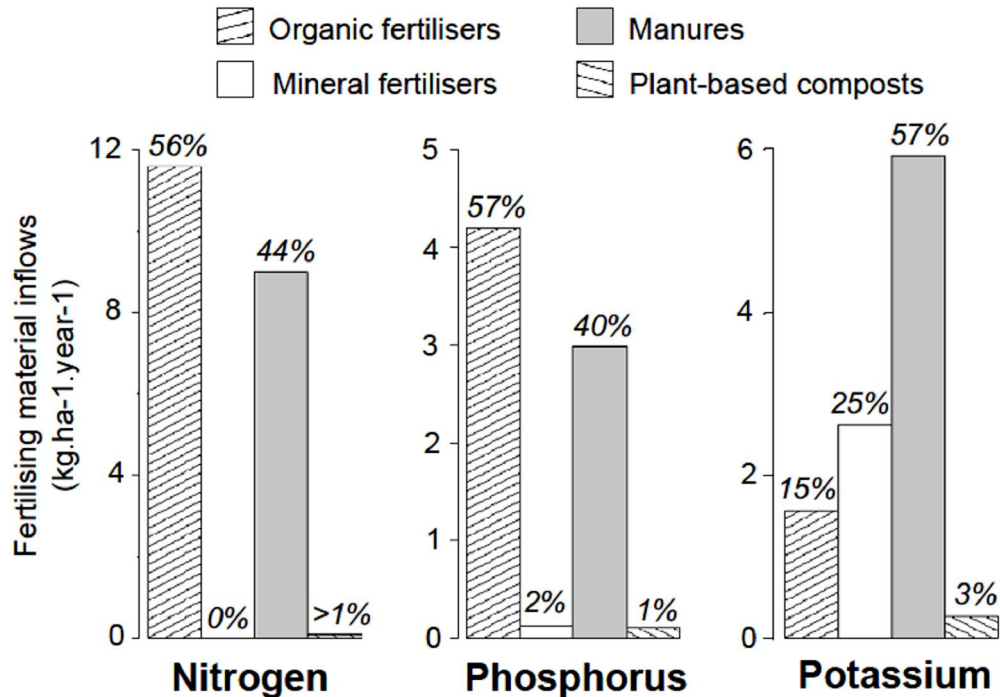 Organic fertilisers
Manures
Mineral fertilisers
Plant-based composts
Fertilising material inflows
(kg.ha-1.year-1)
12
8
4
0
56%
0%
44%
>1%
Nitrogen
5
4
3
2
1
0
57%
2%
40%
1%
Phosphorus
6
4
2
0
15%
25%
57%
3%
Potassium